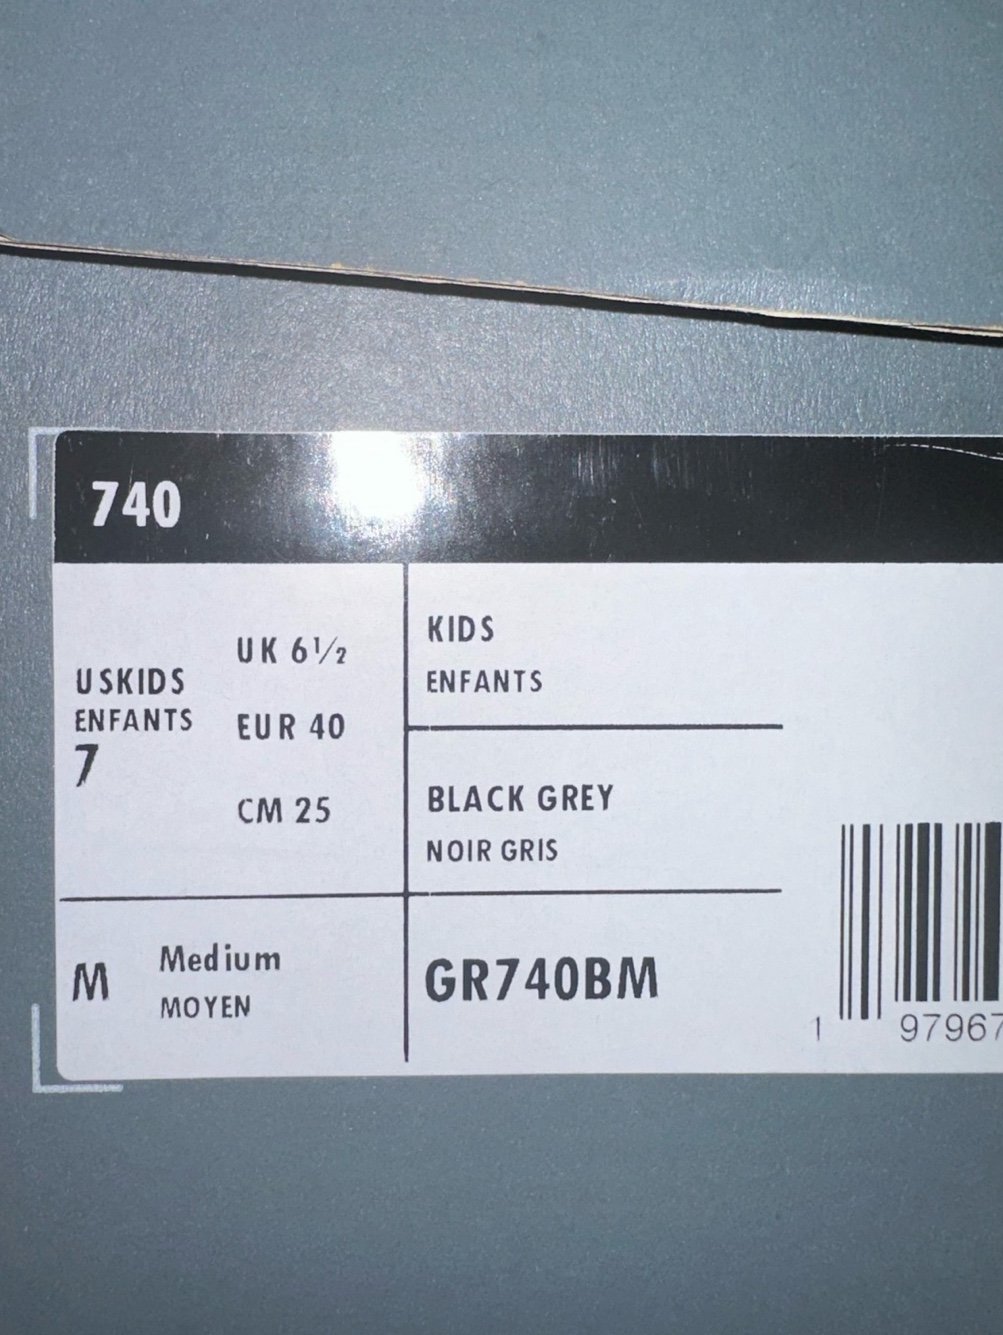 740
USKIDS
ENFANTS
7
UK 6½
EUR 40
CM 25
KIDS
ENFANTS
BLACK GREY
NOIR GRIS
M
Medium
MOYEN
GR740BM
1 97967